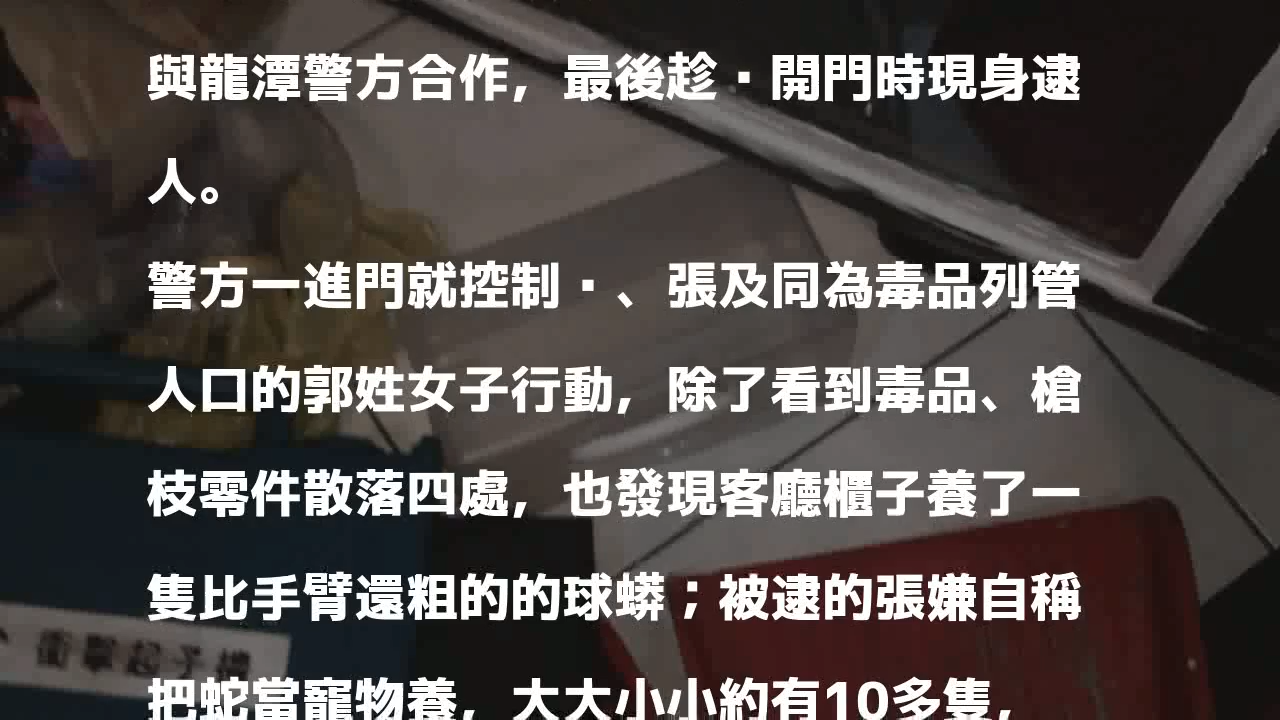 與龍潭警方合作，最後趁▪開門時現身逮
人。
警方一進門就控制▪、張及同為毒品列管
人口的郭姓女子行動，除了看到毒品、槍
枝零件散落四處，也發現客廳櫃子養了一
隻比手臂還粗的的球蟒；被逮的張嫌自稱
把蛇當寵物養，大大小小約有10多隻，
、衝擊起子機